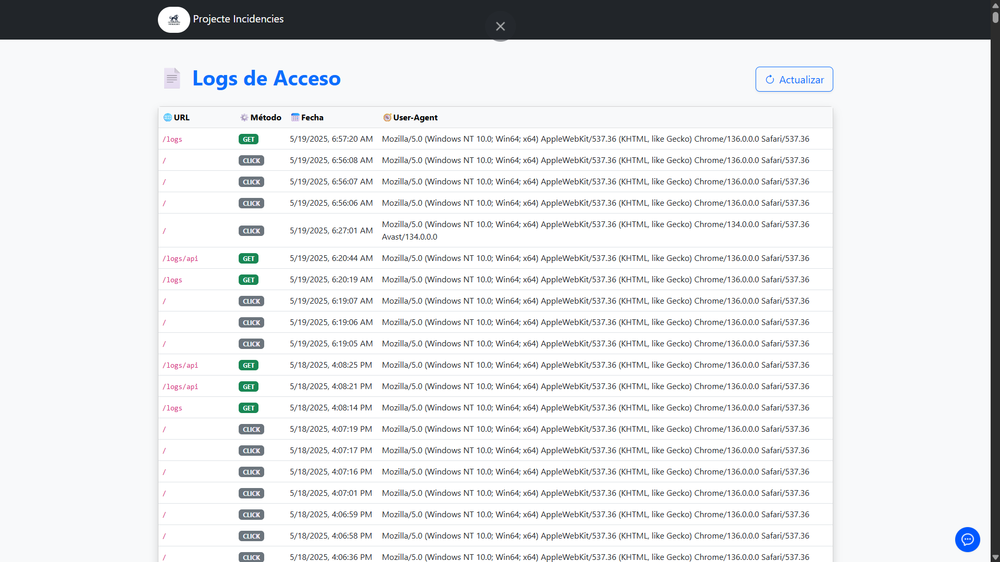 Projecte Incidencies
Logs de Acceso
Actualizar
URL Método Fecha User-Agent
/logs GET 5/19/2025, 6:57:20 AM Mozilla/5.0 (Windows NT 10.0; Win64; x64) AppleWebKit/537.36 (KHTML, like Gecko) Chrome/136.0.0.0 Safari/537.36
/ CLICK 5/19/2025, 6:56:08 AM Mozilla/5.0 (Windows NT 10.0; Win64; x64) AppleWebKit/537.36 (KHTML, like Gecko) Chrome/136.0.0.0 Safari/537.36
/ CLICK 5/19/2025, 6:56:07 AM Mozilla/5.0 (Windows NT 10.0; Win64; x64) AppleWebKit/537.36 (KHTML, like Gecko) Chrome/136.0.0.0 Safari/537.36
/ CLICK 5/19/2025, 6:56:06 AM Mozilla/5.0 (Windows NT 10.0; Win64; x64) AppleWebKit/537.36 (KHTML, like Gecko) Chrome/136.0.0.0 Safari/537.36
/ CLICK 5/19/2025, 6:27:01 AM Mozilla/5.0 (Windows NT 10.0; Win64; x64) AppleWebKit/537.36 (KHTML, like Gecko) Chrome/134.0.0.0 Safari/537.36
Avast/134.0.0.0
/logs/api GET 5/19/2025, 6:20:44 AM Mozilla/5.0 (Windows NT 10.0; Win64; x64) AppleWebKit/537.36 (KHTML, like Gecko) Chrome/136.0.0.0 Safari/537.36
/logs GET 5/19/2025, 6:20:19 AM Mozilla/5.0 (Windows NT 10.0; Win64; x64) AppleWebKit/537.36 (KHTML, like Gecko) Chrome/136.0.0.0 Safari/537.36
/ CLICK 5/19/2025, 6:19:07 AM Mozilla/5.0 (Windows NT 10.0; Win64; x64) AppleWebKit/537.36 (KHTML, like Gecko) Chrome/136.0.0.0 Safari/537.36
/ CLICK 5/19/2025, 6:19:06 AM Mozilla/5.0 (Windows NT 10.0; Win64; x64) AppleWebKit/537.36 (KHTML, like Gecko) Chrome/136.0.0.0 Safari/537.36
/ CLICK 5/19/2025, 6:19:05 AM Mozilla/5.0 (Windows NT 10.0; Win64; x64) AppleWebKit/537.36 (KHTML, like Gecko) Chrome/136.0.0.0 Safari/537.36
/logs/api GET 5/18/2025, 4:08:25 PM Mozilla/5.0 (Windows NT 10.0; Win64; x64) AppleWebKit/537.36 (KHTML, like Gecko) Chrome/136.0.0.0 Safari/537.36
/logs/api GET 5/18/2025, 4:08:21 PM Mozilla/5.0 (Windows NT 10.0; Win64; x64) AppleWebKit/537.36 (KHTML, like Gecko) Chrome/136.0.0.0 Safari/537.36
/logs GET 5/18/2025, 4:08:14 PM Mozilla/5.0 (Windows NT 10.0; Win64; x64) AppleWebKit/537.36 (KHTML, like Gecko) Chrome/136.0.0.0 Safari/537.36
/ CLICK 5/18/2025, 4:07:19 PM Mozilla/5.0 (Windows NT 10.0; Win64; x64) AppleWebKit/537.36 (KHTML, like Gecko) Chrome/136.0.0.0 Safari/537.36
/ CLICK 5/18/2025, 4:07:17 PM Mozilla/5.0 (Windows NT 10.0; Win64; x64) AppleWebKit/537.36 (KHTML, like Gecko) Chrome/136.0.0.0 Safari/537.36
/ CLICK 5/18/2025, 4:07:16 PM Mozilla/5.0 (Windows NT 10.0; Win64; x64) AppleWebKit/537.36 (KHTML, like Gecko) Chrome/136.0.0.0 Safari/537.36
/ CLICK 5/18/2025, 4:07:01 PM Mozilla/5.0 (Windows NT 10.0; Win64; x64) AppleWebKit/537.36 (KHTML, like Gecko) Chrome/136.0.0.0 Safari/537.36
/ CLICK 5/18/2025, 4:06:59 PM Mozilla/5.0 (Windows NT 10.0; Win64; x64) AppleWebKit/537.36 (KHTML, like Gecko) Chrome/136.0.0.0 Safari/537.36
/ CLICK 5/18/2025, 4:06:58 PM Mozilla/5.0 (Windows NT 10.0; Win64; x64) AppleWebKit/537.36 (KHTML, like Gecko) Chrome/136.0.0.0 Safari/537.36
/ CLICK 5/18/2025, 4:06:36 PM Mozilla/5.0 (Windows NT 10.0; Win64; x64) AppleWebKit/537.36 (KHTML, like Gecko) Chrome/136.0.0.0 Safari/537.36